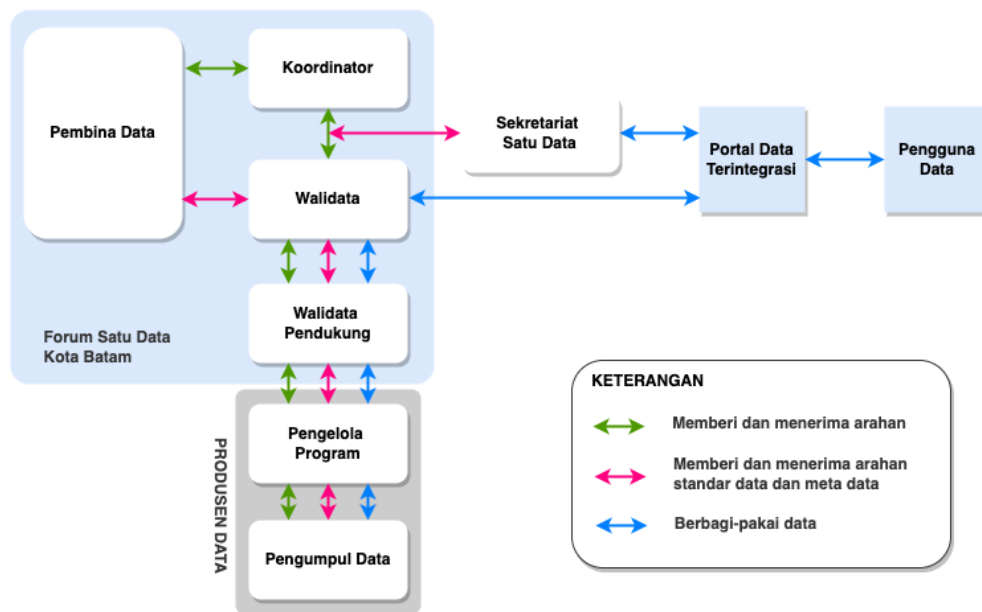 Koordinator
Pembina Data
Sekretariat
Satu Data
Portal Data
Terintegrasi
Pengguna
Data
Walidata
Walidata
Pendukung
Forum Satu Data
Kota Batam
PRODUSEN DATA
Pengelola
Program
Pengumpul Data
KETERANGAN
Memberi dan menerima arahan
Memberi dan menerima arahan
standar data dan meta data
Berbagi-pakai data